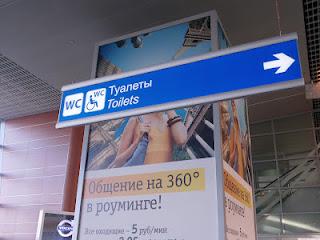 WC
WC
Туалеты
Toilets
Общение на 360°
в роуминге!
Все входящие – 5 руб/мин